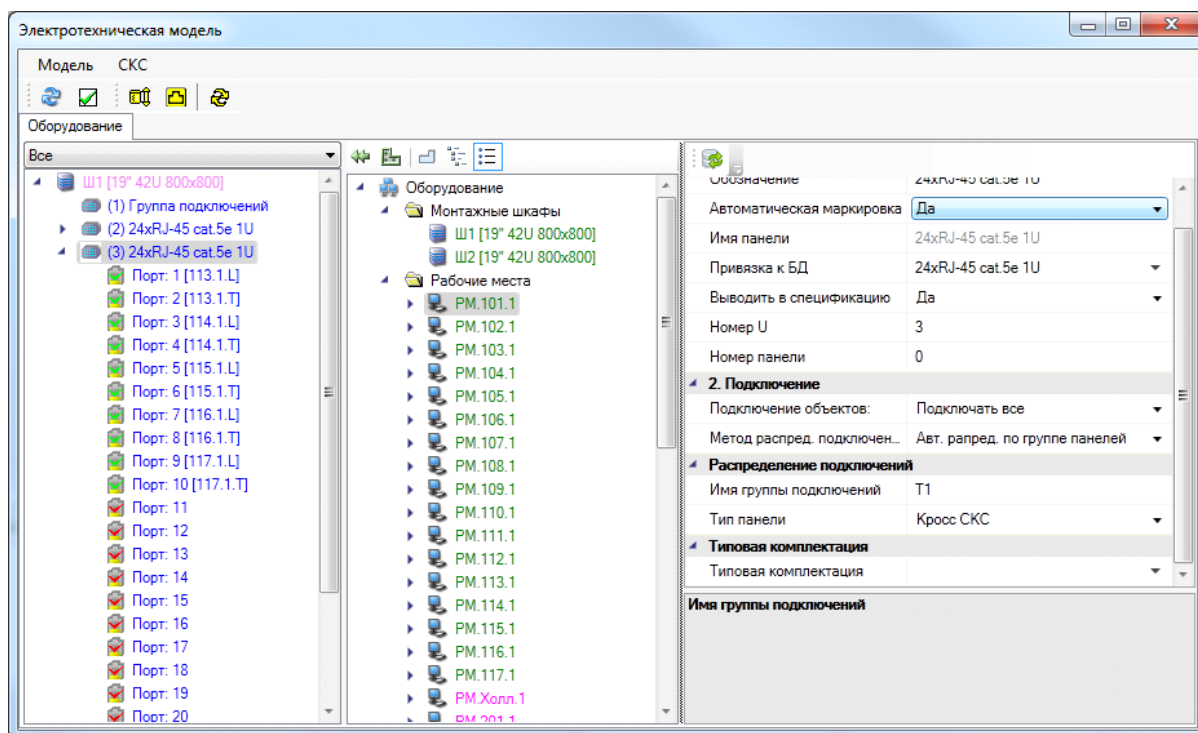 Электротехническая модель
Модель СКС
Оборудование
Все
Ш1 [19" 42U 800x800]
(1) Группа подключений
(2) 24xRJ-45 cat.5e 1U
(3) 24xRJ-45 cat.5e 1U
Порт: 1 [113.1.L]
Порт: 2 [113.1.T]
Порт: 3 [114.1.L]
Порт: 4 [114.1.T]
Порт: 5 [115.1.L]
Порт: 6 [115.1.T]
Порт: 7 [116.1.L]
Порт: 8 [116.1.T]
Порт: 9 [117.1.L]
Порт: 10 [117.1.T]
Порт: 11
Порт: 12
Порт: 13
Порт: 14
Порт: 15
Порт: 16
Порт: 17
Порт: 18
Порт: 19
Порт: 20
Оборудование
Монтажные шкафы
Ш1 [19" 42U 800x800]
Ш2 [19" 42U 800x800]
Рабочие места
РМ.101.1
РМ.102.1
РМ.103.1
РМ.104.1
РМ.105.1
РМ.106.1
РМ.107.1
РМ.108.1
РМ.109.1
РМ.110.1
РМ.111.1
РМ.112.1
РМ.113.1
РМ.114.1
РМ.115.1
РМ.116.1
РМ.117.1
РМ.Холл.1
РМ.201.1
Обозначение 24xRJ-45 cat.5e 1U
Автоматическая маркировка Да
Имя панели 24xRJ-45 cat.5e 1U
Привязка к БД 24xRJ-45 cat.5e 1U
Выводить в спецификацию Да
Номер U 3
Номер панели 0
2. Подключение
Подключение объектов: Подключать все
Метод распред. подключен... Авт. рапред. по группе панелей
Распределение подключений
Имя группы подключений T1
Тип панели Кросс СКС
Типовая комплектация
Типовая комплектация
Имя группы подключений